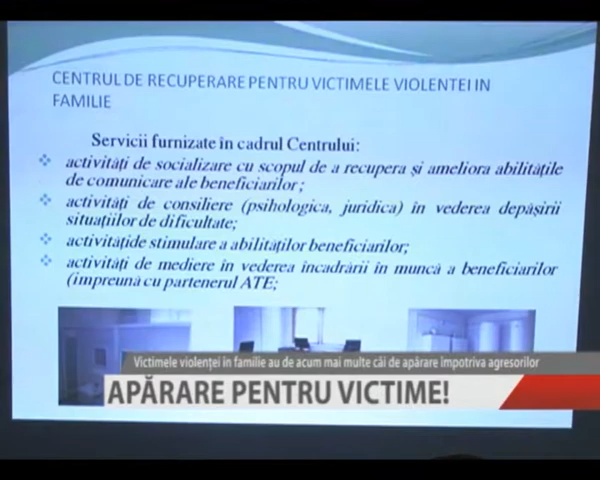 CENTRUL DE RECUPERARE PENTRU VICTIMELE VIOLENTEI IN
FAMILIE
Servicii furnizate în cadrul Centrului:
activități de socializare cu scopul de a recupera și ameliora abilitățile
de comunicare ale beneficiarilor;
activități de consiliere (psihologica, juridica) în vederea depășirii
situațiilor de dificultate;
activitățide stimulare a abilităților beneficiarilor;
activități de mediere în vederea încadrării în muncă a beneficiarilor
(împreună cu partenerul ATE;
Victimele violenței în familie au de acum mai multe căi de apărare împotriva agresorilor
APĂRARE PENTRU VICTIME!